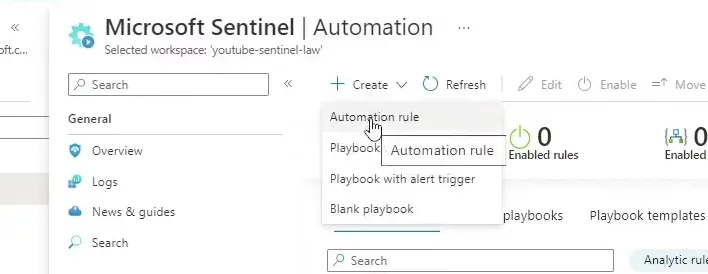 Microsoft Sentinel | Automation ...
Selected workspace: 'youtube-sentinel-law'
oft.c...
Search
Create
Refresh
Edit
Enable
Move
General
Overview
Logs
News & guides
Search
Automation rule
Playbook
Automation rule
Playbook with alert trigger
Blank playbook
0
Enabled rules
0
Enabled
playbooks
Playbook templates
Search
Analytic rule